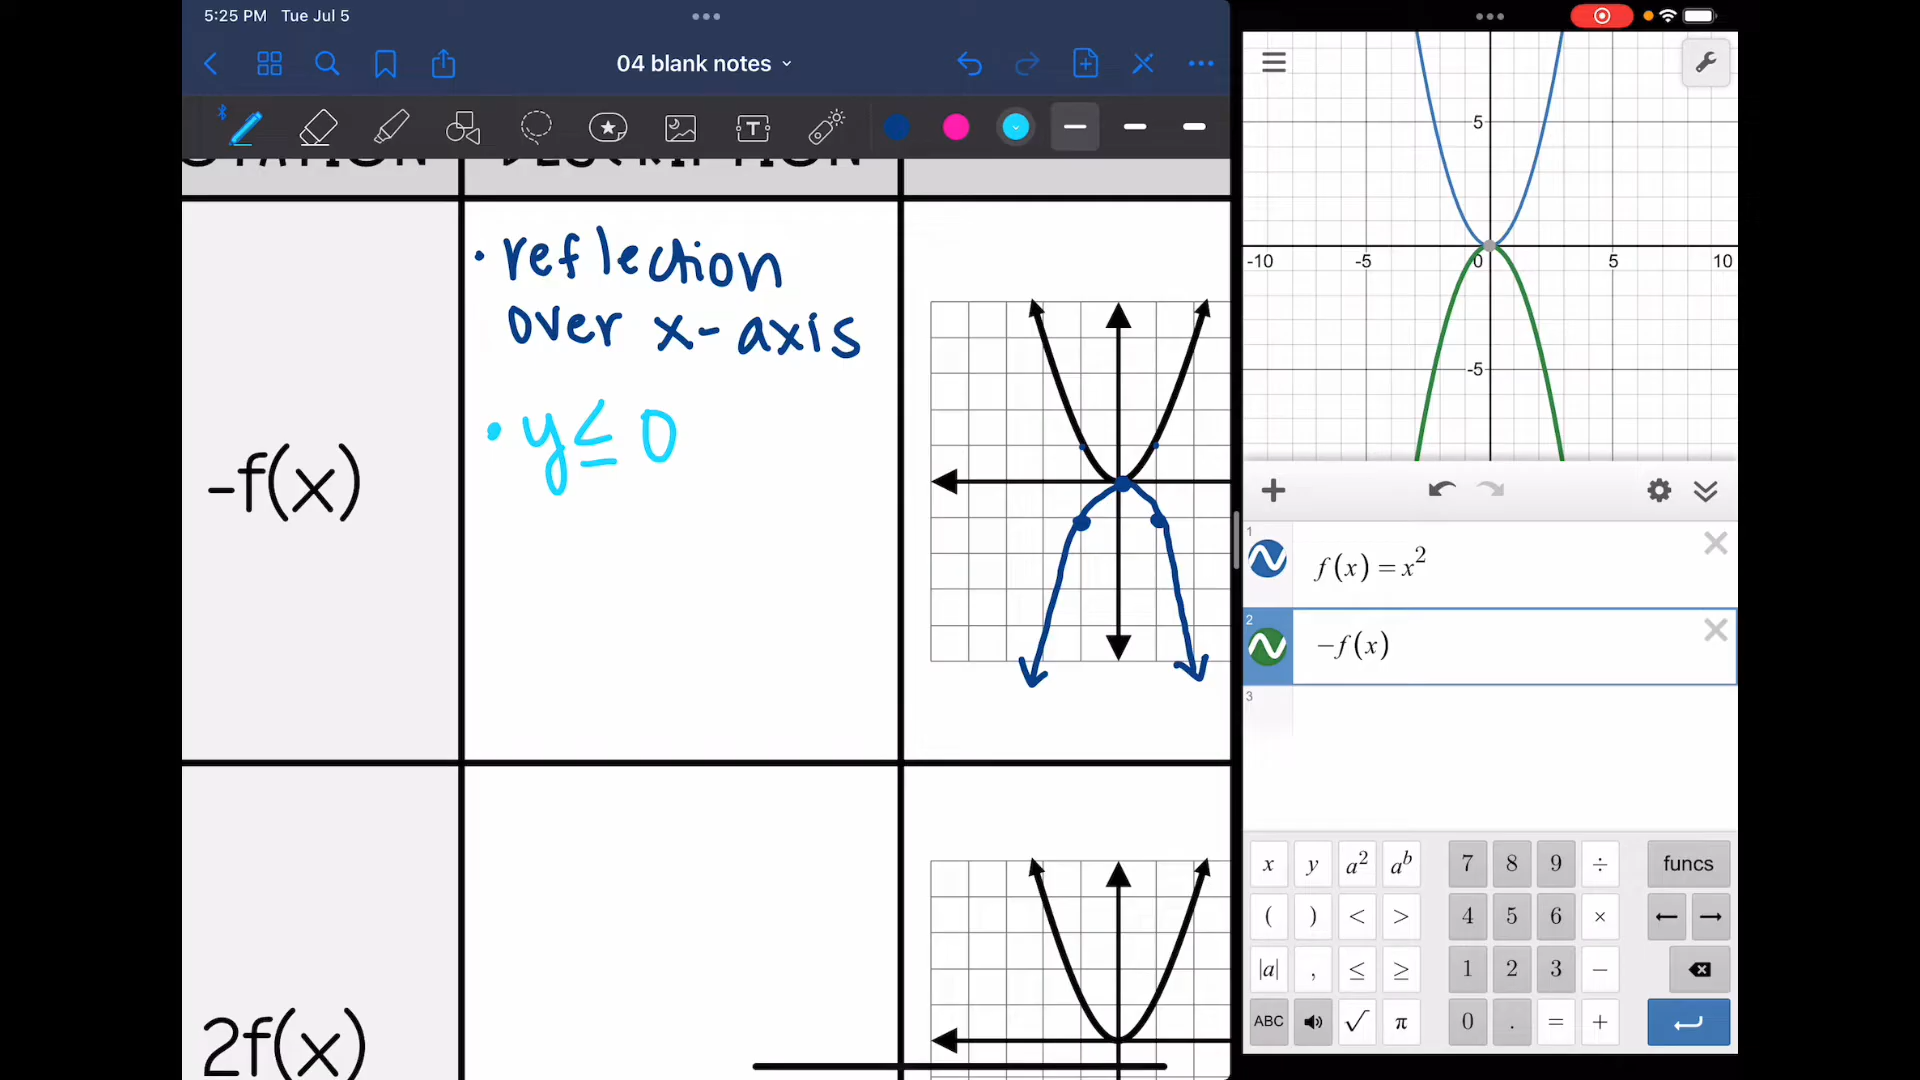 5:25 PM Tue Jul 5
04 blank notes
DESCRIPTION
-f(x)
• reflection
over x-axis
• y≤ 0
2f(x)
5
-10 -5 0 5 10
-5
1
f(x) = x²
2
-f(x)
3
x y a² aᵇ 7 8 9 ÷ funcs
( ) < > 4 5 6 × ← →
|a| , ≤ ≥ 1 2 3 −
ABC √ π 0 . = +